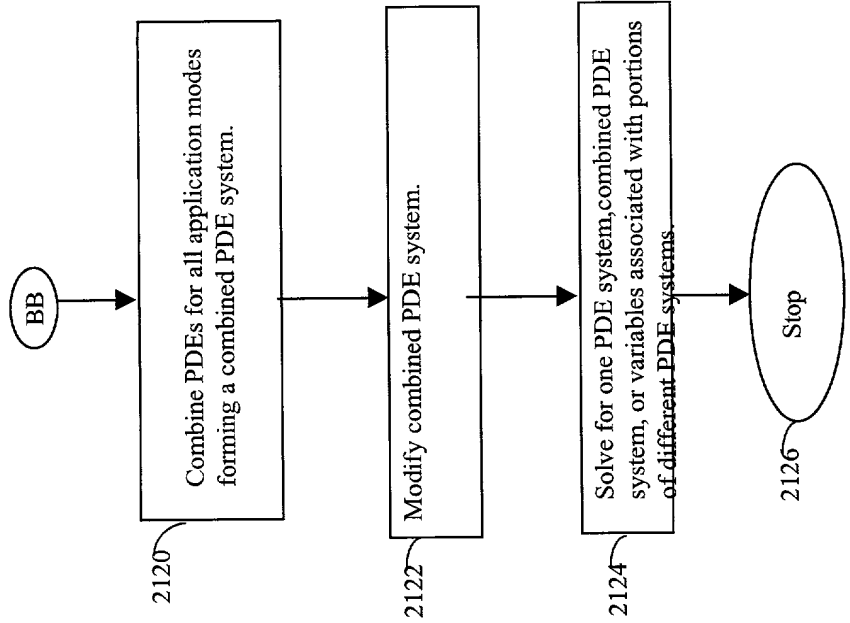 BB
Combine PDEs for all application modes
forming a combined PDE system.
2120
Modify combined PDE system.
2122
Solve for one PDE system,combined PDE
system, or variables associated with portions
of different PDE systems.
2124
Stop
2126